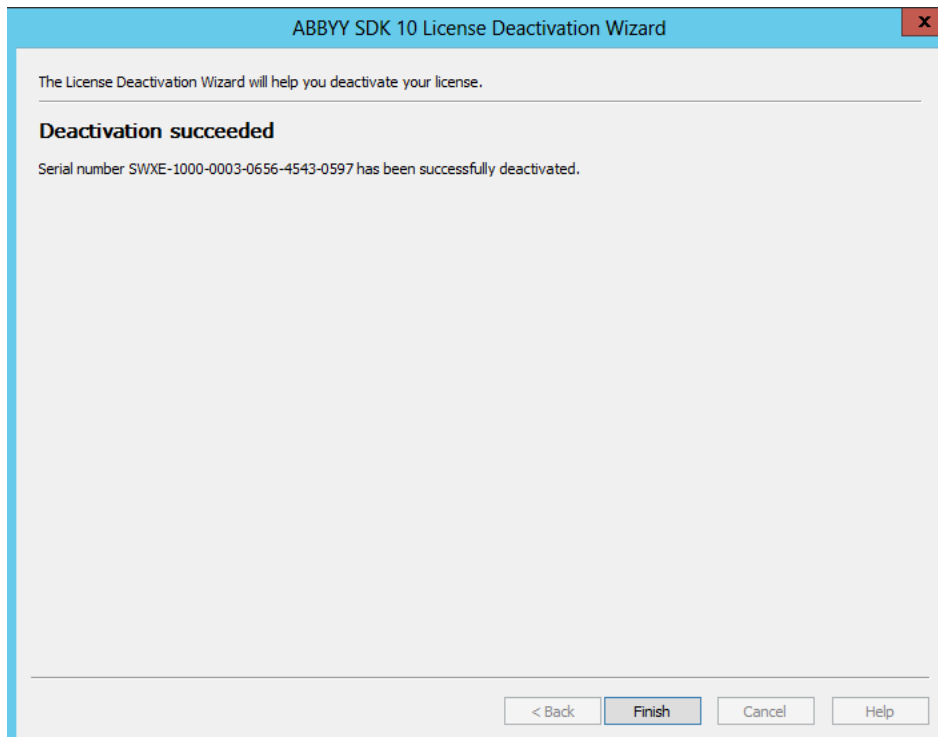 ABBYY SDK 10 License Deactivation Wizard
x
The License Deactivation Wizard will help you deactivate your license.
Deactivation succeeded
Serial number SWXE-1000-0003-0656-4543-0597 has been successfully deactivated.
< Back Finish Cancel Help